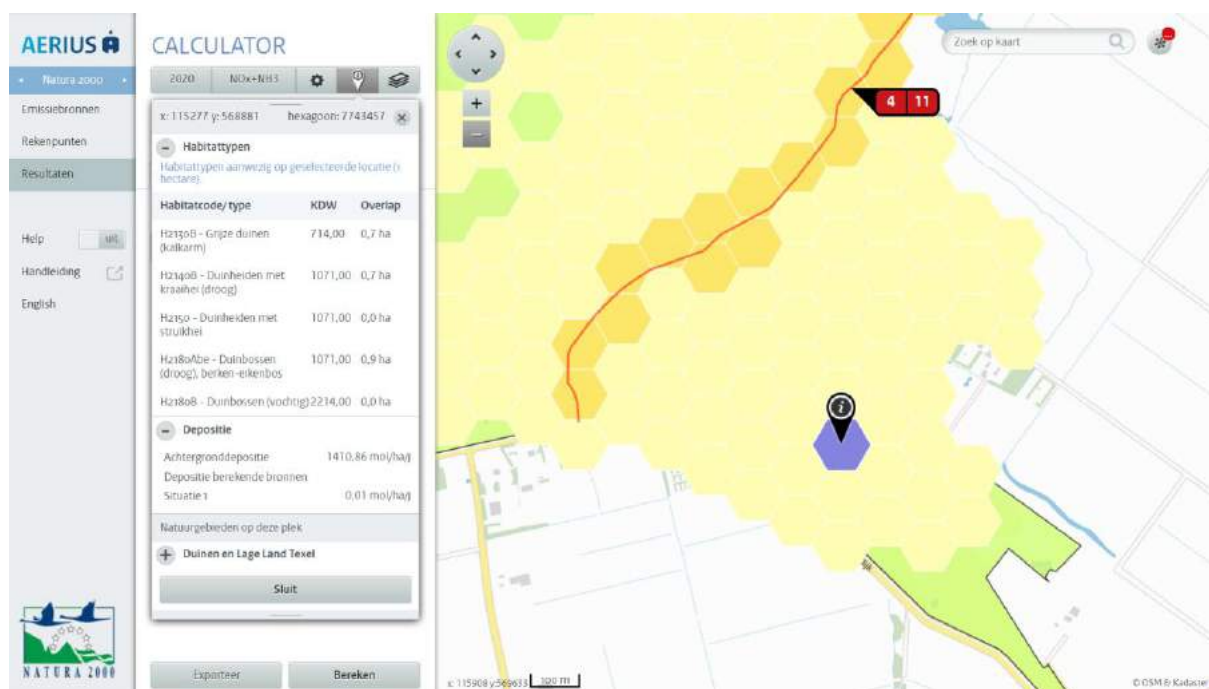 AERIUS
CALCULATOR
Natura 2000
2020 NOx+NH3
Emissiebronnen
Rekenpunten
Resultaten
Help uit
Handleiding
English
x: 115277 y: 568881 hexagoon: 7743457
Habitattypen
Habitattypen aanwezig op geselecteerde locatie (1
hectare).
Habitatcode/type KDW Overlap
H2130B - Grijze duinen 714,00 0,7 ha
(kalkarm)
H2140B - Duinheiden met 1071,00 0,7 ha
kraaihei (droog)
H2150 - Duinheiden met 1071,00 0,0 ha
struikhei
H2180Abe - Duinbossen 1071,00 0,9 ha
(droog), berken-eikenbos
H2180B - Duinbossen (vochtig) 2214,00 0,0 ha
Depositie
Achtergronddepositie 1410,86 mol/ha/j
Depositie berekende bronnen
Situatie 1 0,01 mol/ha/j
Natuurgebieden op deze plek
Duinen en Lage Land Texel
Sluit
Exporteer Bereken
NATURA 2000
Zoek op kaart
4 11
x: 115908 y:569633 100 m
© OSM & Kadaster